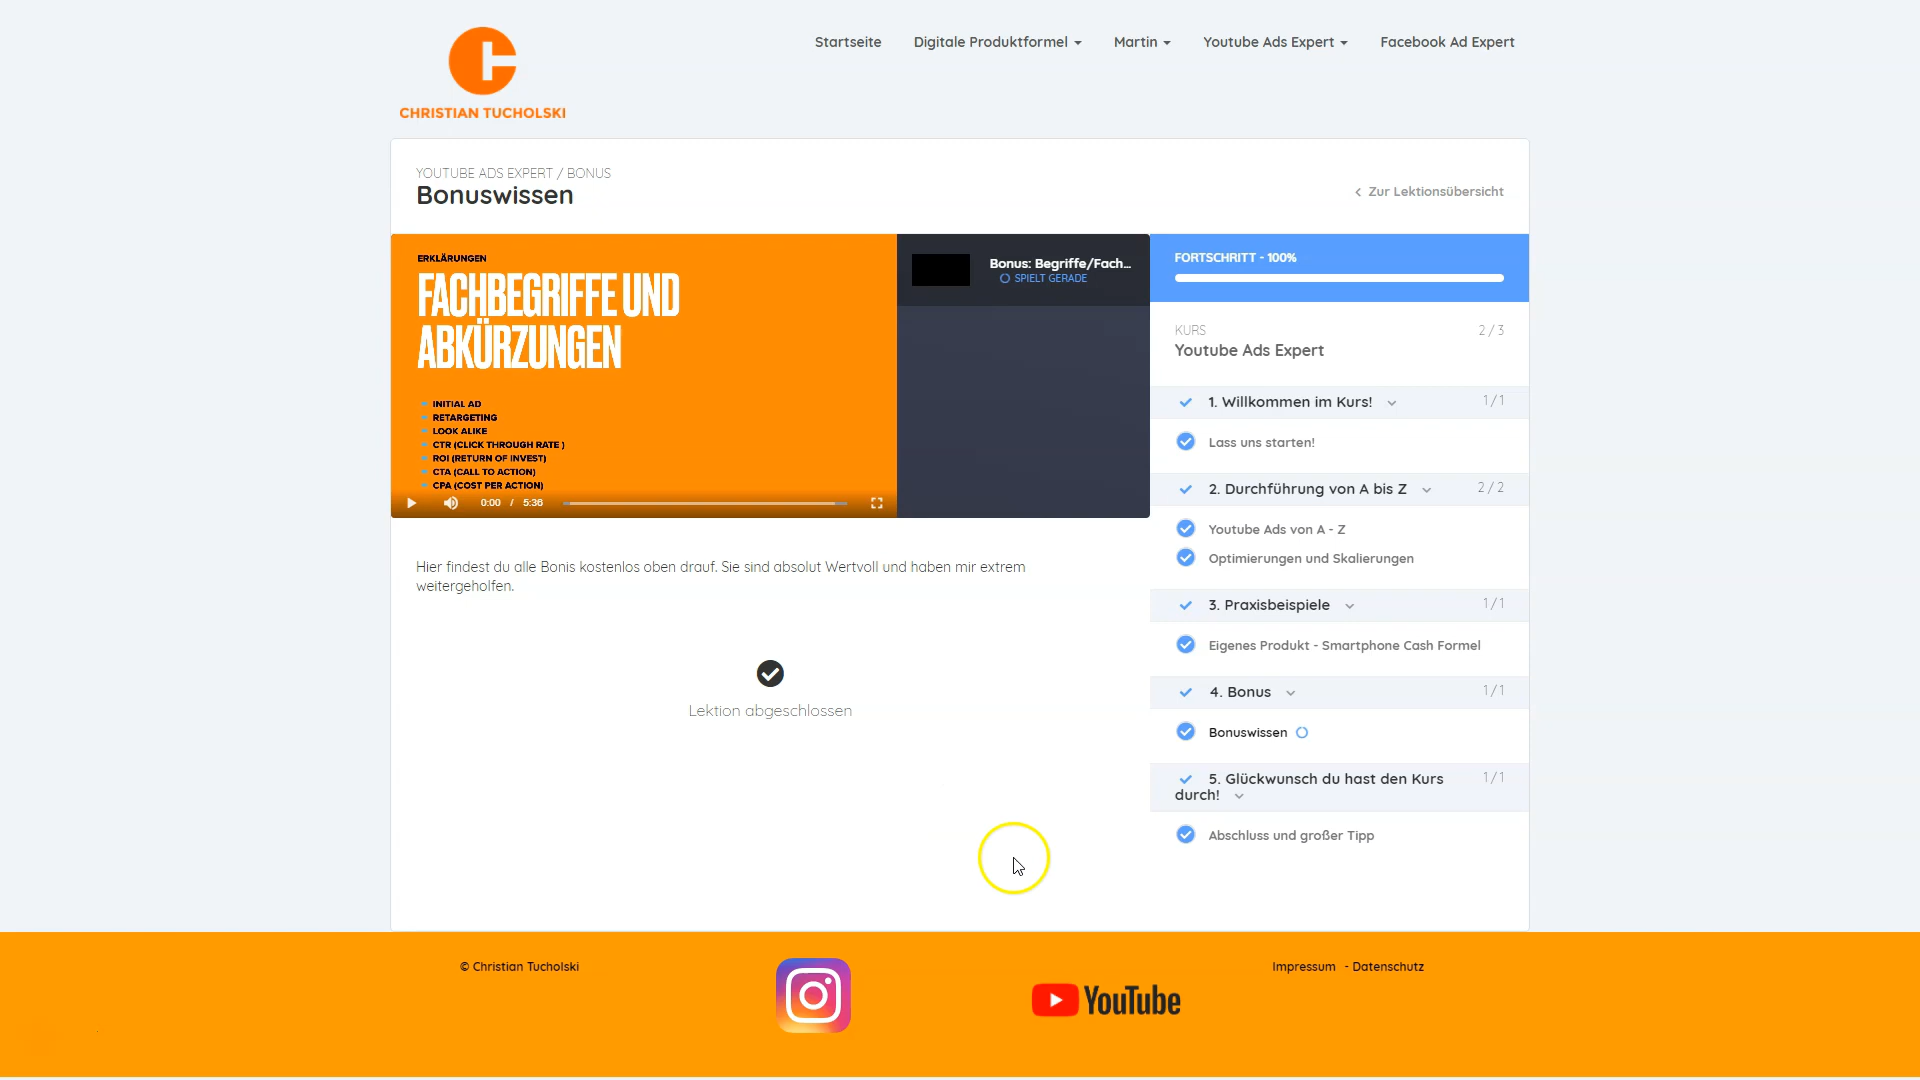 Startseite
Digitale Produktformel
Martin
Youtube Ads Expert
Facebook Ad Expert
CHRISTIAN TUCHOLSKI
YOUTUBE ADS EXPERT / BONUS
Bonuswissen
Zur Lektionsübersicht
ERKLÄRUNGEN
FACHBEGRIFFE UND
ABKÜRZUNGEN
INITIAL AD
RETARGETING
LOOK ALIKE
CTR (CLICK THROUGH RATE )
ROI (RETURN OF INVEST)
CTA (CALL TO ACTION)
CPA (COST PER ACTION)
0:00 / 5:36
Bonus: Begriffe/Fach...
SPIELT GERADE
Hier findest du alle Bonis kostenlos oben drauf. Sie sind absolut Wertvoll und haben mir extrem
weitergeholfen.
Lektion abgeschlossen
FORTSCHRITT - 100%
KURS
2 / 3
Youtube Ads Expert
1. Willkommen im Kurs!
1 / 1
Lass uns starten!
2. Durchführung von A bis Z
2 / 2
Youtube Ads von A - Z
Optimierungen und Skalierungen
3. Praxisbeispiele
1 / 1
Eigenes Produkt - Smartphone Cash Formel
4. Bonus
1 / 1
Bonuswissen
5. Glückwunsch du hast den Kurs
durch!
1 / 1
Abschluss und großer Tipp
© Christian Tucholski
YouTube
Impressum - Datenschutz